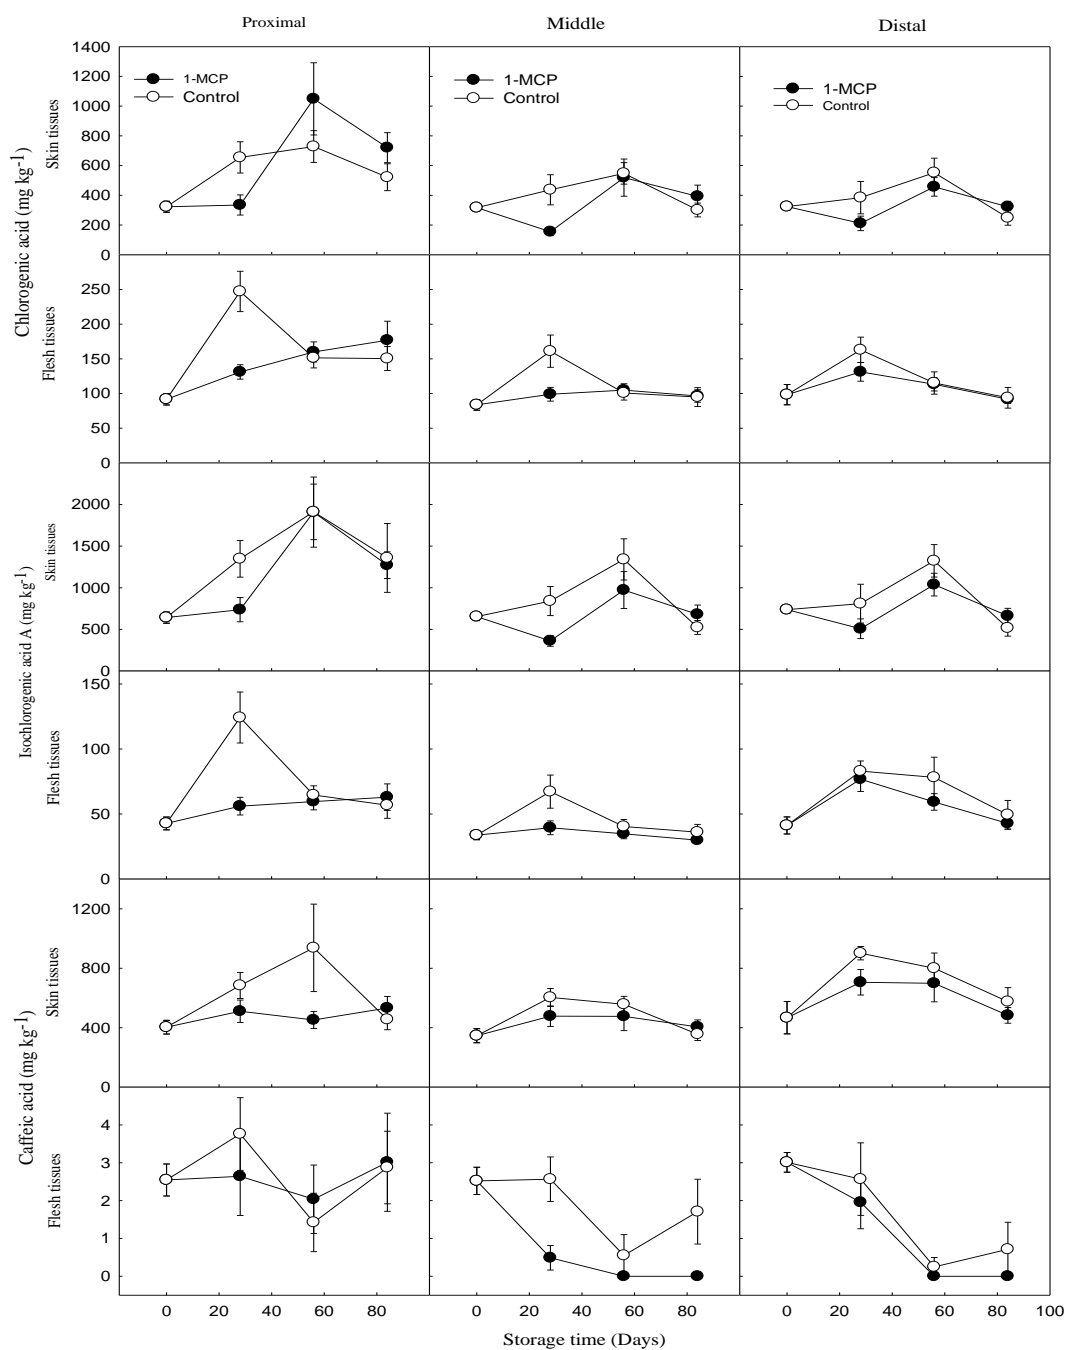 Proximal
Middle
Distal
1400
1200
1000
800
600
400
200
0
1-MCP
Control
1-MCP
Control
1-MCP
Control
Skin tissues
Chlorogenic acid (mg kg-1)
250
200
150
100
50
0
Flesh tissues
2000
1500
1000
500
0
Skin tissues
Isochlorogenic acid A (mg kg-1)
150
100
50
0
Flesh tissues
1200
800
400
0
Skin tissues
Caffeic acid (mg kg-1)
4
3
2
1
0
Flesh tissues
0 20 40 60 80 0 20 40 60 80 0 20 40 60 80 100
Storage time (Days)